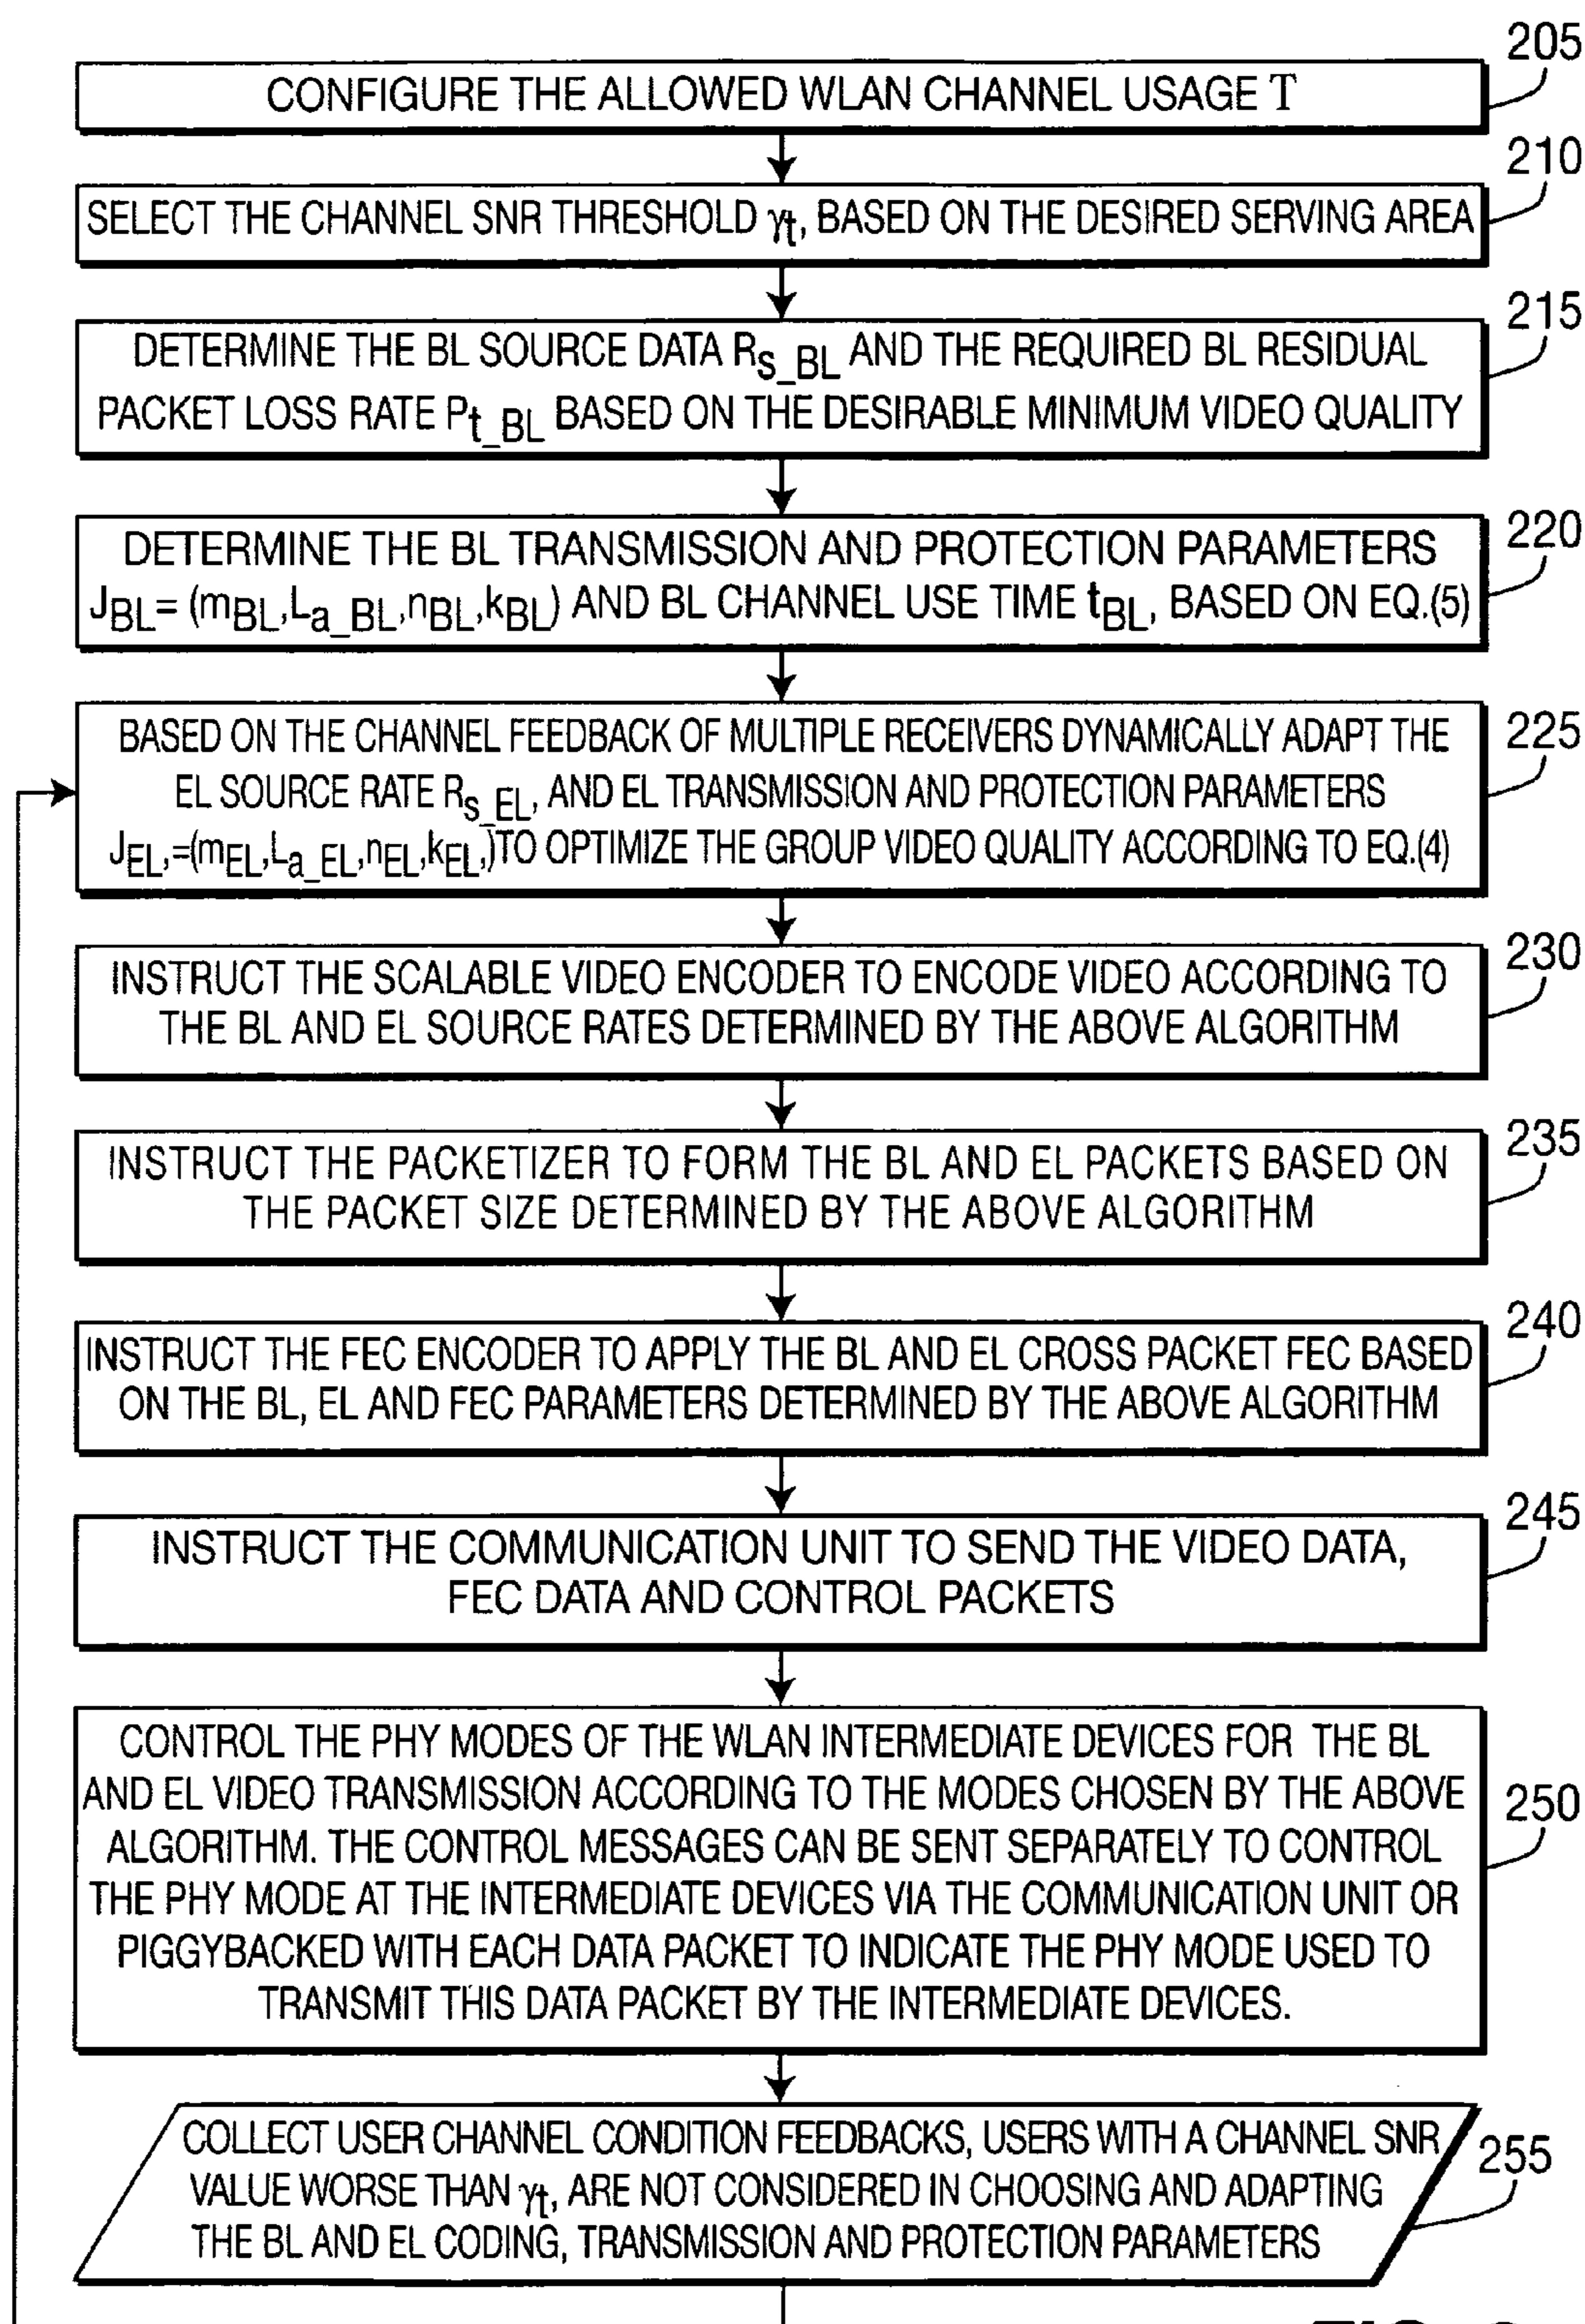 205
CONFIGURE THE ALLOWED WLAN CHANNEL USAGE T
210
SELECT THE CHANNEL SNR THRESHOLD γt, BASED ON THE DESIRED SERVING AREA
215
DETERMINE THE BL SOURCE DATA Rs_BL AND THE REQUIRED BL RESIDUAL
PACKET LOSS RATE Pt_BL BASED ON THE DESIRABLE MINIMUM VIDEO QUALITY
220
DETERMINE THE BL TRANSMISSION AND PROTECTION PARAMETERS
JBL= (mBL,La_BL,nBL,kBL) AND BL CHANNEL USE TIME tBL, BASED ON EQ.(5)
225
BASED ON THE CHANNEL FEEDBACK OF MULTIPLE RECEIVERS DYNAMICALLY ADAPT THE
EL SOURCE RATE Rs_EL, AND EL TRANSMISSION AND PROTECTION PARAMETERS
JEL,=(mEL,La_EL,nEL,kEL,)TO OPTIMIZE THE GROUP VIDEO QUALITY ACCORDING TO EQ.(4)
230
INSTRUCT THE SCALABLE VIDEO ENCODER TO ENCODE VIDEO ACCORDING TO
THE BL AND EL SOURCE RATES DETERMINED BY THE ABOVE ALGORITHM
235
INSTRUCT THE PACKETIZER TO FORM THE BL AND EL PACKETS BASED ON
THE PACKET SIZE DETERMINED BY THE ABOVE ALGORITHM
240
INSTRUCT THE FEC ENCODER TO APPLY THE BL AND EL CROSS PACKET FEC BASED
ON THE BL, EL AND FEC PARAMETERS DETERMINED BY THE ABOVE ALGORITHM
245
INSTRUCT THE COMMUNICATION UNIT TO SEND THE VIDEO DATA,
FEC DATA AND CONTROL PACKETS
250
CONTROL THE PHY MODES OF THE WLAN INTERMEDIATE DEVICES FOR THE BL
AND EL VIDEO TRANSMISSION ACCORDING TO THE MODES CHOSEN BY THE ABOVE
ALGORITHM. THE CONTROL MESSAGES CAN BE SENT SEPARATELY TO CONTROL
THE PHY MODE AT THE INTERMEDIATE DEVICES VIA THE COMMUNICATION UNIT OR
PIGGYBACKED WITH EACH DATA PACKET TO INDICATE THE PHY MODE USED TO
TRANSMIT THIS DATA PACKET BY THE INTERMEDIATE DEVICES.
255
COLLECT USER CHANNEL CONDITION FEEDBACKS, USERS WITH A CHANNEL SNR
VALUE WORSE THAN γt, ARE NOT CONSIDERED IN CHOOSING AND ADAPTING
THE BL AND EL CODING, TRANSMISSION AND PROTECTION PARAMETERS